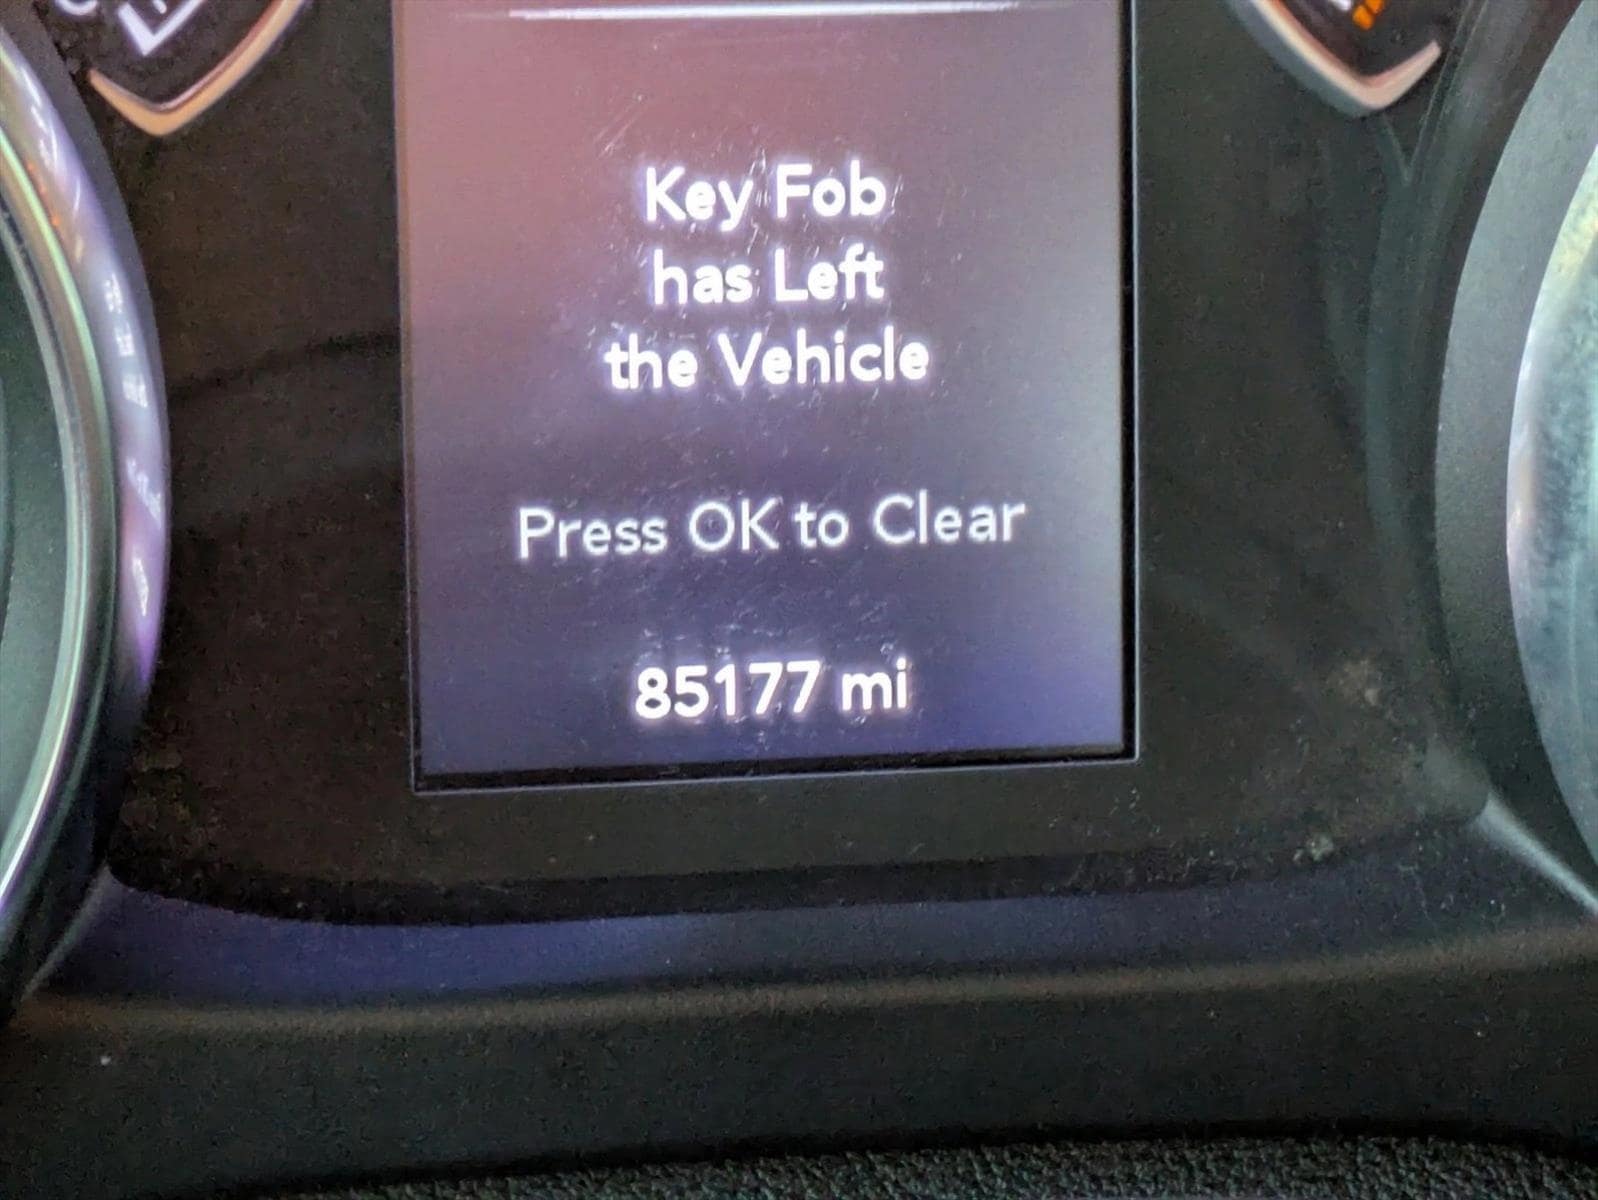 Key Fob
has Left
the Vehicle
Press OK to Clear
85177 mi